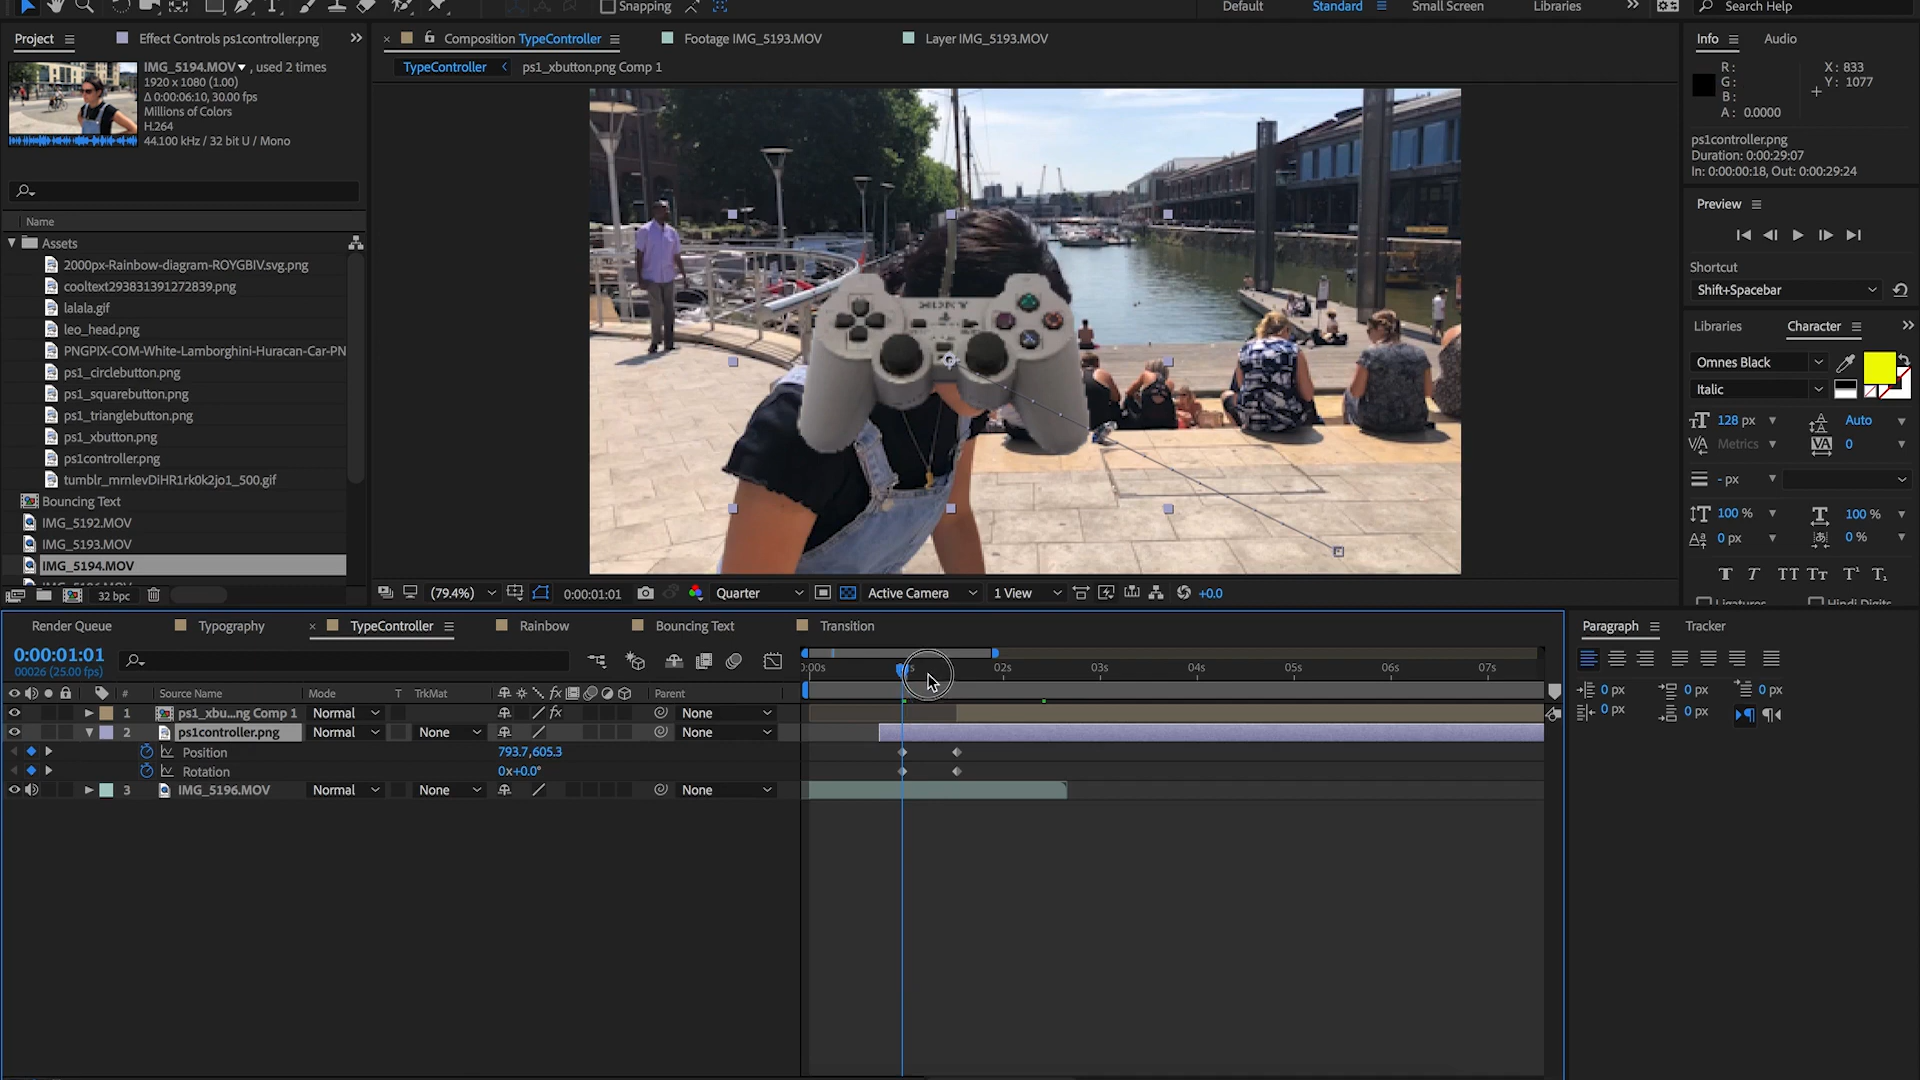 Snapping
Default
Standard
Small Screen
Libraries
Search Help
Project
Effect Controls ps1controller.png
Composition TypeController
Footage IMG_5193.MOV
Layer IMG_5193.MOV
Info
Audio
TypeController
ps1_xbutton.png Comp 1
IMG_5194.MOV , used 2 times
1920 x 1080 (1.00)
Δ 0:00:06:10, 30.00 fps
Millions of Colors
H.264
44.100 kHz / 32 bit U / Mono
R :
G :
B :
A : 0.0000
X : 833
Y : 1077
ps1controller.png
Duration: 0:00:29:07
In: 0:00:00:18, Out: 0:00:29:24
Preview
Shortcut
Shift+Spacebar
Libraries
Character
Omnes Black
Italic
128 px
Auto
Metrics
0
- px
100 %
100 %
0 px
0 %
Ligatures
Hindi Digits
Name
Assets
2000px-Rainbow-diagram-ROYGBIV.svg.png
cooltext293831391272839.png
lalala.gif
leo_head.png
PNGPIX-COM-White-Lamborghini-Huracan-Car-PN
ps1_circlebutton.png
ps1_squarebutton.png
ps1_trianglebutton.png
ps1_xbutton.png
ps1controller.png
tumblr_mrnlevDiHR1rk0k2jo1_500.gif
Bouncing Text
IMG_5192.MOV
IMG_5193.MOV
IMG_5194.MOV
32 bpc
SONY
(79.4%)
0:00:01:01
Quarter
Active Camera
1 View
+0.0
Render Queue
Typography
TypeController
Rainbow
Bouncing Text
Transition
Paragraph
Tracker
0:00:01:01
00026 (25.00 fps)
02s
03s
04s
05s
06s
07s
0 px
0 px
0 px
0 px
0 px
# Source Name Mode T TrkMat Parent
1 ps1_xbu...ng Comp 1 Normal None
2 ps1controller.png Normal None None
Position 793.7,605.3
Rotation 0x+0.0°
3 IMG_5196.MOV Normal None None